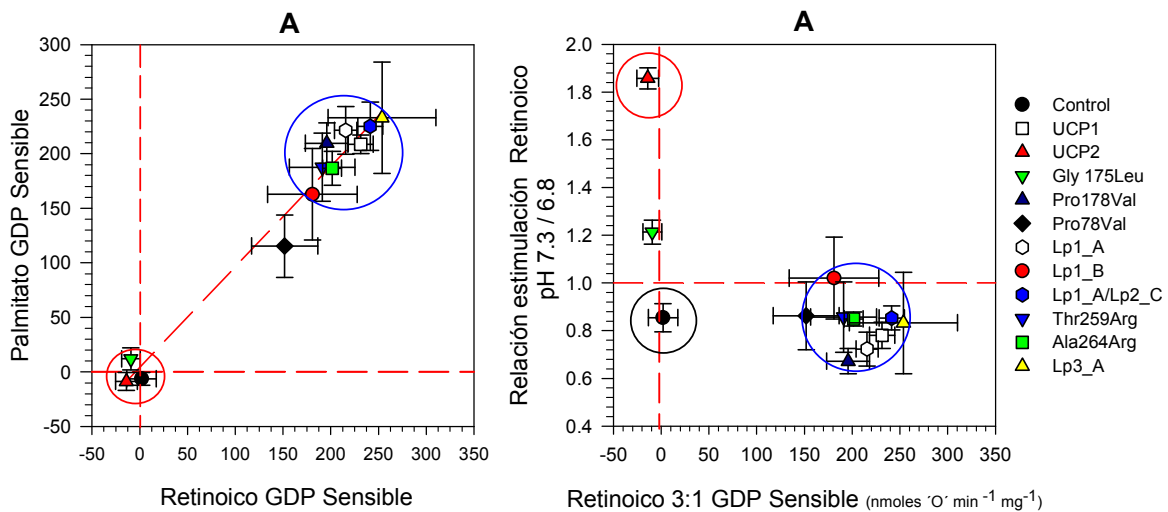 A
Palmitato GDP Sensible
300
250
200
150
100
50
0
-50
-50 0 50 100 150 200 250 300 350
Retinoico GDP Sensible
A
Relación estimulación Retinoico
pH 7.3 / 6.8
2.0
1.8
1.6
1.4
1.2
1.0
0.8
0.6
0.4
-50 0 50 100 150 200 250 300 350
Retinoico 3:1 GDP Sensible (nmoles ´O´ min -1 mg-1)
Control
UCP1
UCP2
Gly 175Leu
Pro178Val
Pro78Val
Lp1_A
Lp1_B
Lp1_A/Lp2_C
Thr259Arg
Ala264Arg
Lp3_A